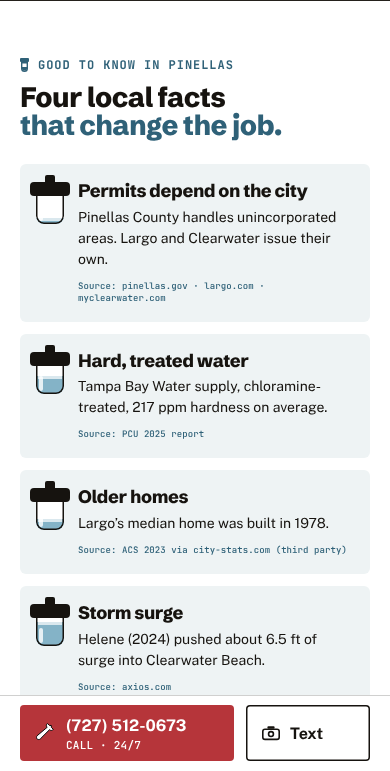 GOOD TO KNOW IN PINELLAS
Four local facts
that change the job.
Permits depend on the city
Pinellas County handles unincorporated
areas. Largo and Clearwater issue their
own.
Source: pinellas.gov · largo.com ·
myclearwater.com
Hard, treated water
Tampa Bay Water supply, chloramine-
treated, 217 ppm hardness on average.
Source: PCU 2025 report
Older homes
Largo’s median home was built in 1978.
Source: ACS 2023 via city-stats.com (third party)
Storm surge
Helene (2024) pushed about 6.5 ft of
surge into Clearwater Beach.
Source: axios.com
(727) 512-0673
CALL · 24/7
Text